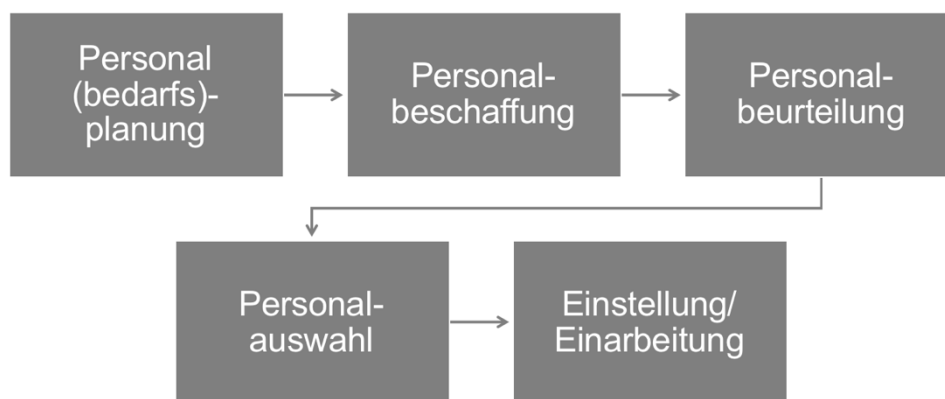 Personal
(bedarfs)-
planung
Personal-
beschaffung
Personal-
beurteilung
Personal-
auswahl
Einstellung/
Einarbeitung